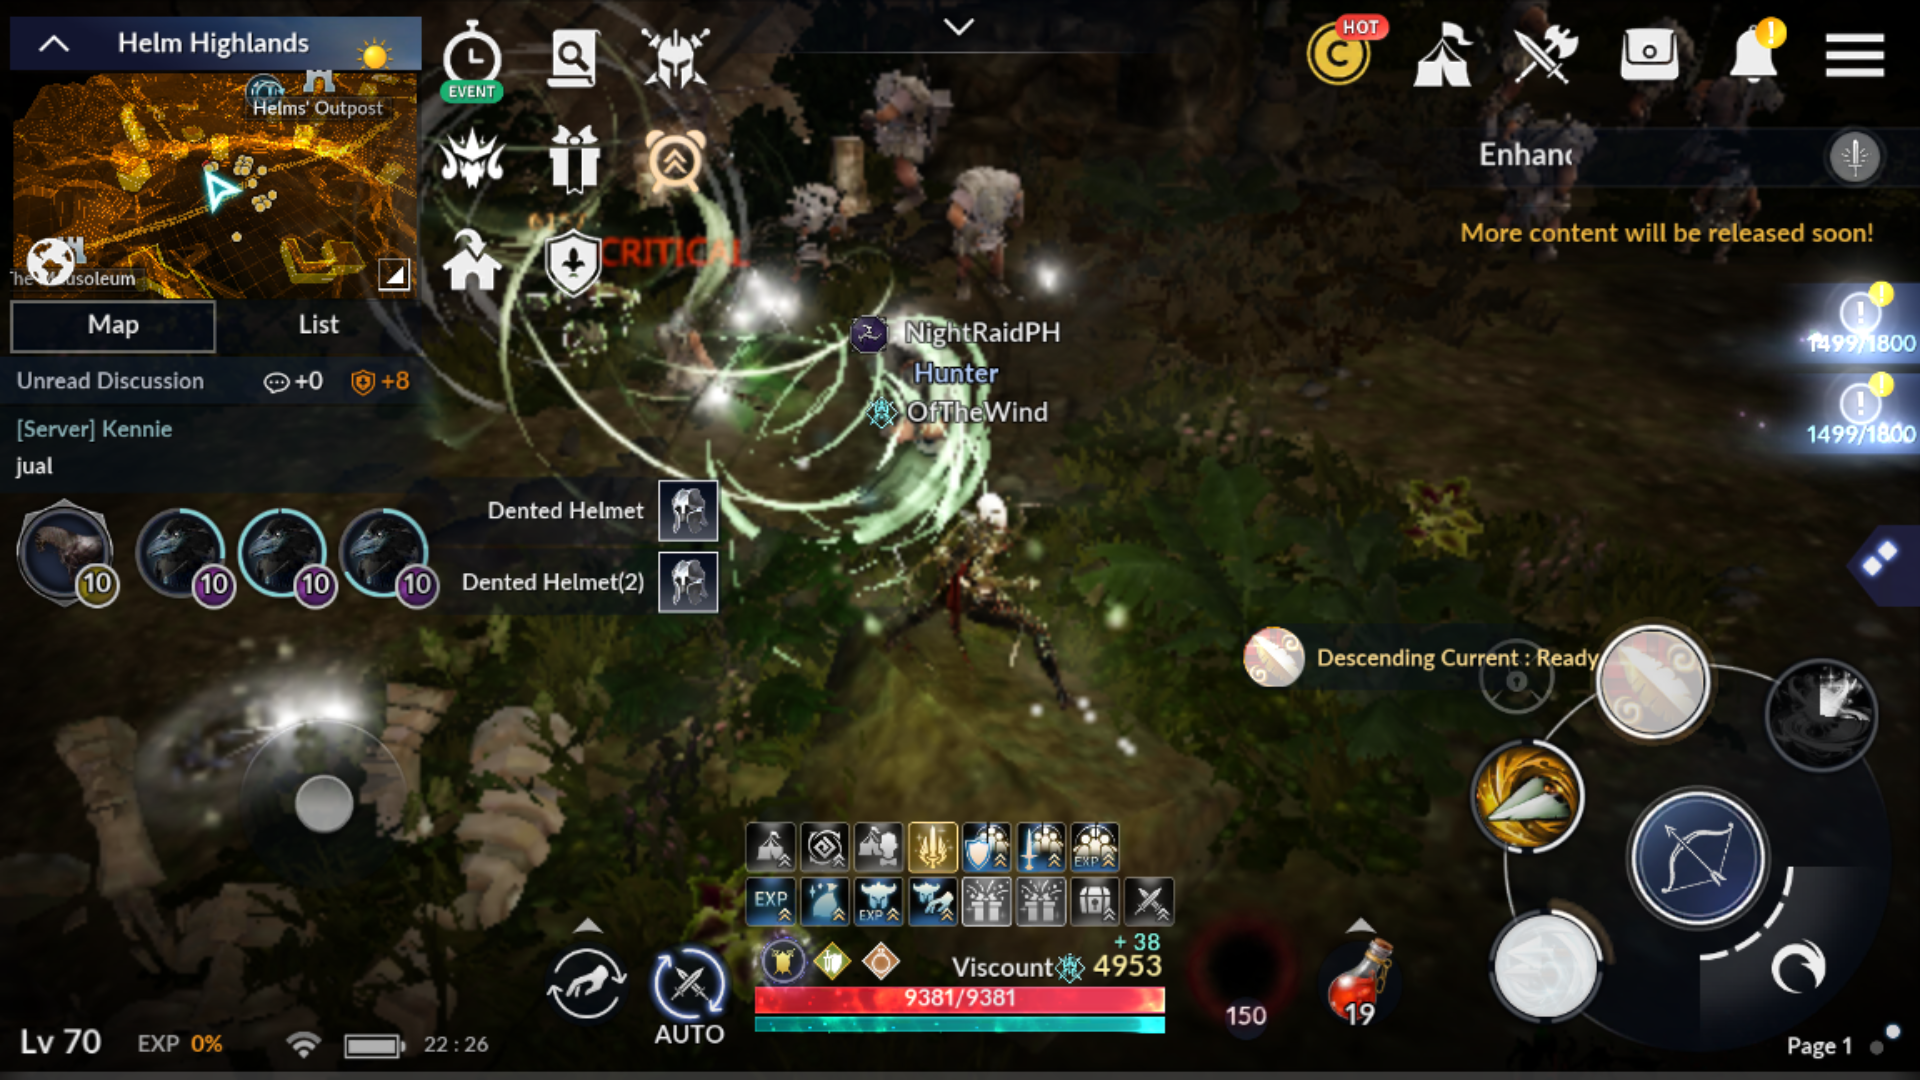 Helm Highlands
Helms' Outpost
Map
List
Unread Discussion
+0
+8
[Server] Kennie
jual
10
10
10
10
Dented Helmet
Dented Helmet(2)
EVENT
CRITICAL
NightRaidPH
Hunter
OfTheWind
HOT
C
Enhanc
More content will be released soon!
1499/1800
1499/1800
Descending Current : Ready
EXP
EXP
EXP
+ 38
Viscount 4953
9381/9381
AUTO
150
19
Lv 70
EXP 0%
22 : 26
Page 1